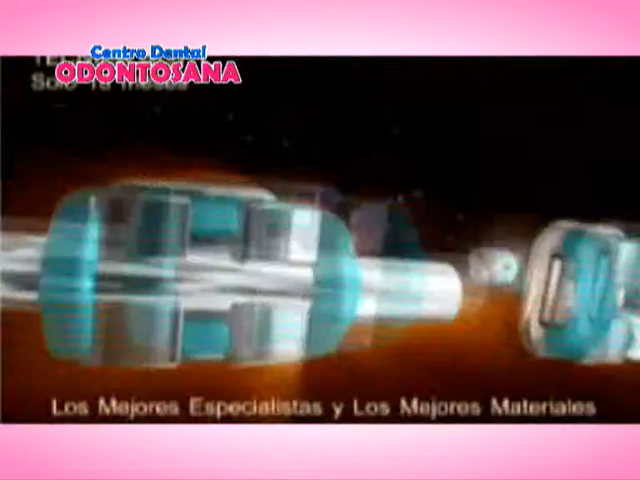 Centro Dental
ODONTOSANA
Los Mejores Especialistas y Los Mejores Materiales